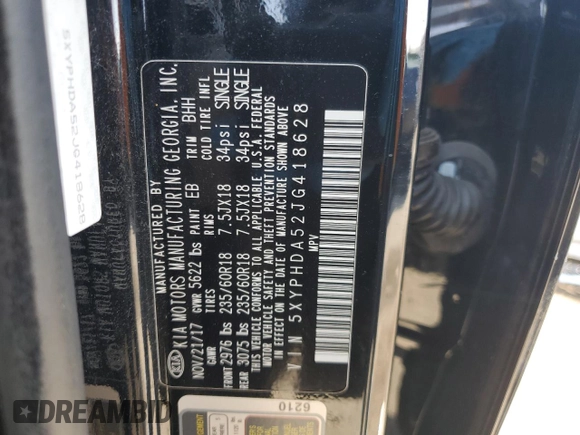 MANUFACTURED BY
KIA MOTORS MANUFACTURING GEORGIA, INC.
NOV/21/17 GVWR 5622 lbs PAINT EB TRIM BHH
GAWR TIRES RIMS COLD TIRE INFL
FRONT 2976 lbs 235/60R18 7.5JX18 34psi SINGLE
REAR 3075 lbs 235/60R18 7.5JX18 34psi SINGLE
THIS VEHICLE CONFORMS TO ALL APPLICABLE U.S.A. FEDERAL
MOTOR VEHICLE SAFETY AND THEFT PREVENTION STANDARDS
IN EFFECT ON THE DATE OF MANUFACTURE SHOWN ABOVE
VIN 5XYPHDA52JG418628
MPV
KIA
5XYPHDA52JG418628
6210
DREAMBID